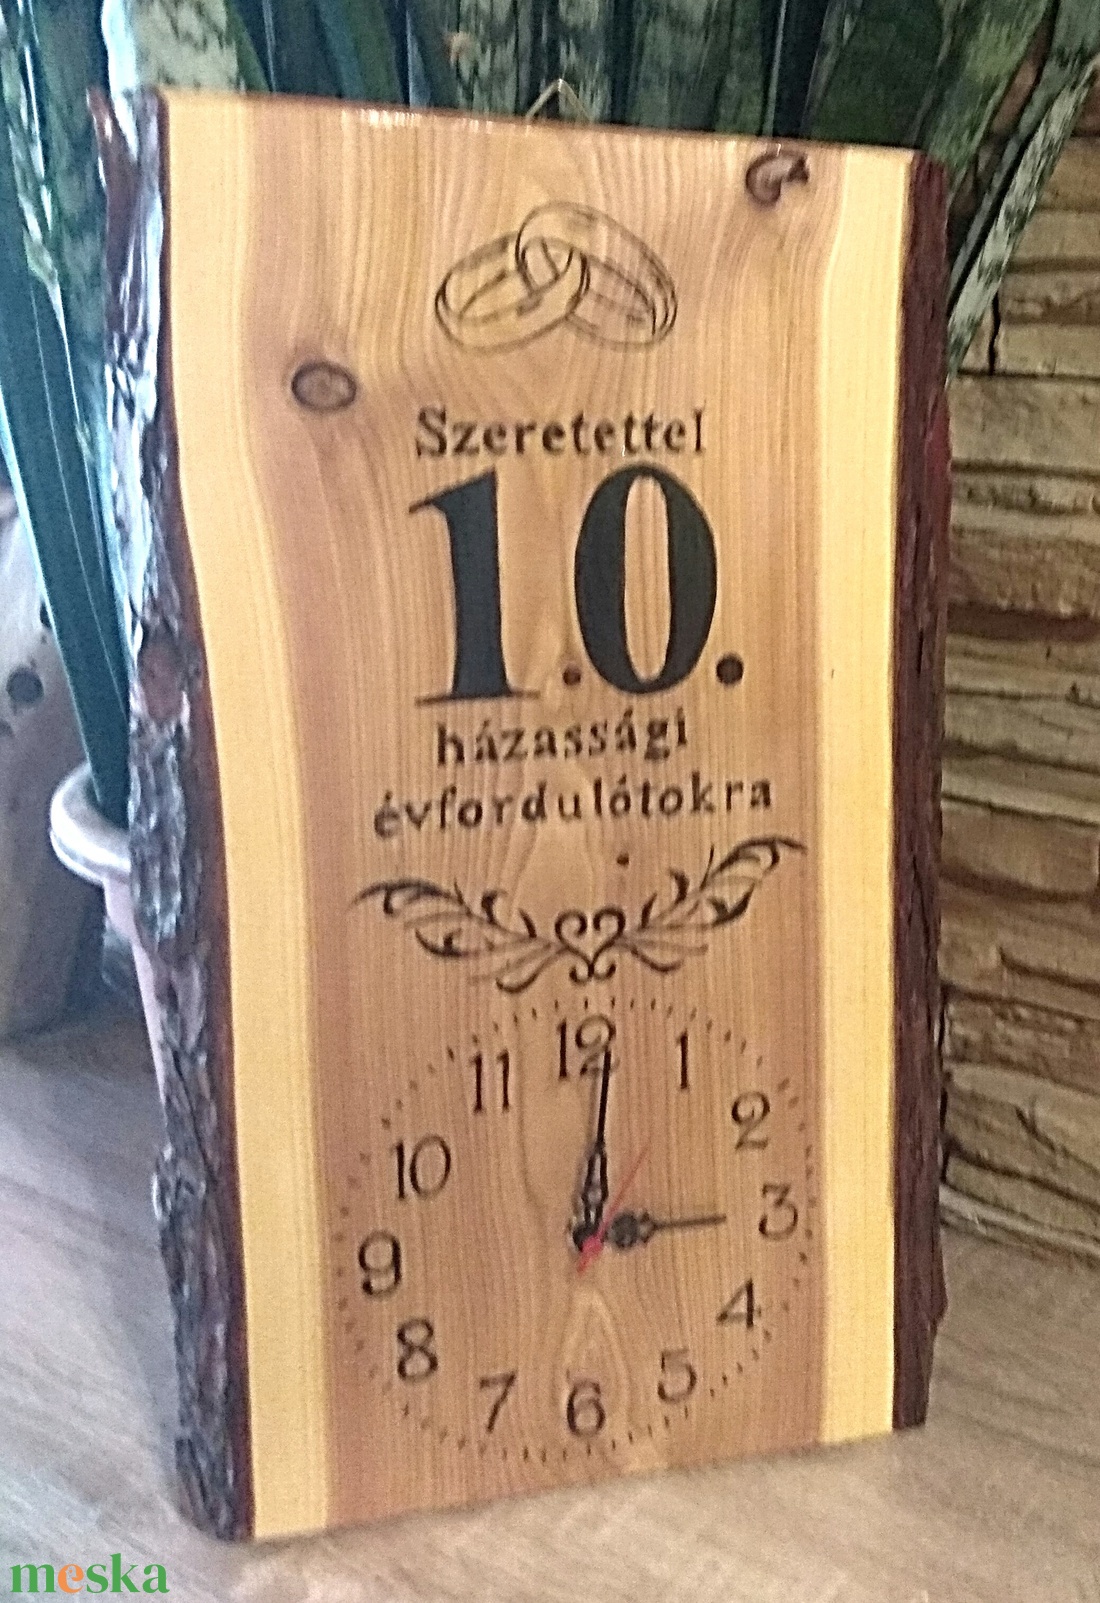 Szeretettel
10.
házassági
évfordulótokra
12
11 1
10 2
9 3
8 4
7 5
6
meska